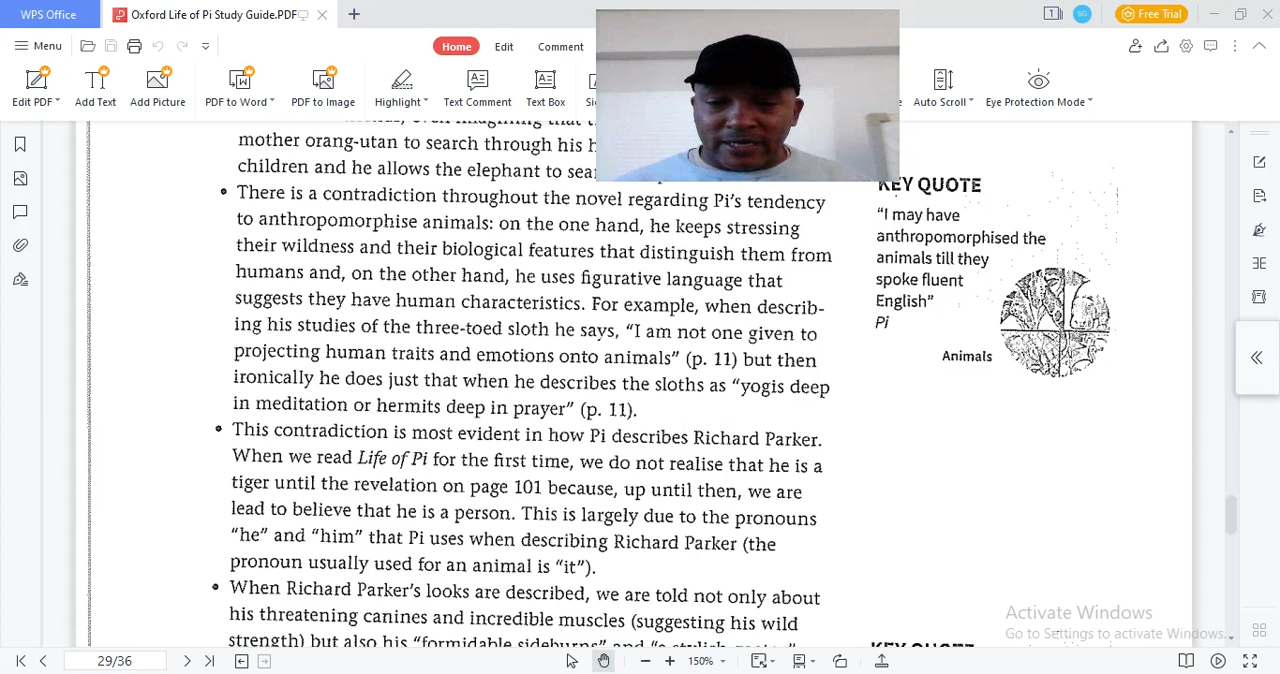 WPS Office
Oxford Life of Pi Study Guide.PDF
1
SG
Free Trial
Menu
Home
Edit
Comment
Edit PDF
Add Text
Add Picture
PDF to Word
PDF to Image
Highlight
Text Comment
Text Box
Auto Scroll
Eye Protection Mode
mother orang-utan to search through his h
children and he allows the elephant to sear
• There is a contradiction throughout the novel regarding Pi's tendency
to anthropomorphise animals: on the one hand, he keeps stressing
their wildness and their biological features that distinguish them from
humans and, on the other hand, he uses figurative language that
suggests they have human characteristics. For example, when describ-
ing his studies of the three-toed sloth he says, "I am not one given to
projecting human traits and emotions onto animals" (p. 11) but then
ironically he does just that when he describes the sloths as "yogis deep
in meditation or hermits deep in prayer" (p. 11).
• This contradiction is most evident in how Pi describes Richard Parker.
When we read Life of Pi for the first time, we do not realise that he is a
tiger until the revelation on page 101 because, up until then, we are
lead to believe that he is a person. This is largely due to the pronouns
"he" and "him" that Pi uses when describing Richard Parker (the
pronoun usually used for an animal is "it").
• When Richard Parker's looks are described, we are told not only about
his threatening canines and incredible muscles (suggesting his wild
strength) but also his "formidable sideburns" and
KEY QUOTE
"I may have
anthropomorphised the
animals till they
spoke fluent
English"
Pi
Animals
KEY QUOTE
Activate Windows
Go to Settings to activate Windows.
29/36
150%